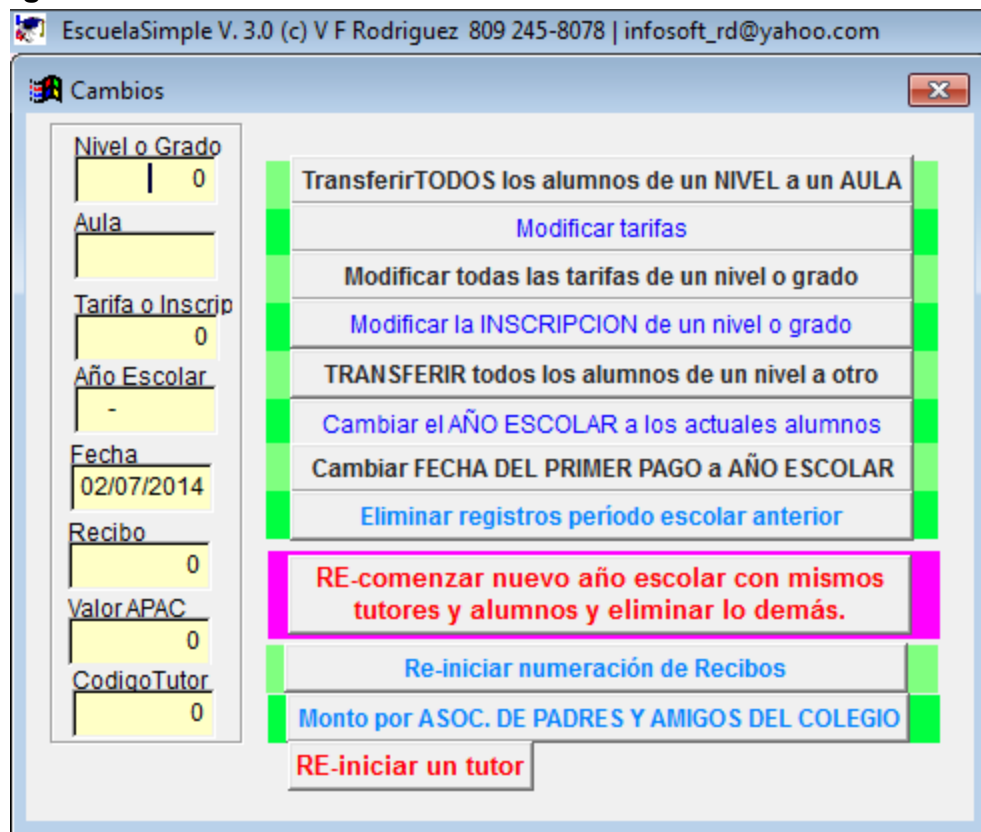 EscuelaSimple V. 3.0 (c) V F Rodriguez 809 245-8078 | infosoft_rd@yahoo.com
Cambios
Nivel o Grado
0
Aula
Tarifa o Inscrip
0
Año Escolar
-
Fecha
02/07/2014
Recibo
0
Valor APAC
0
CodigoTutor
0
TransferirTODOS los alumnos de un NIVEL a un AULA
Modificar tarifas
Modificar todas las tarifas de un nivel o grado
Modificar la INSCRIPCION de un nivel o grado
TRANSFERIR todos los alumnos de un nivel a otro
Cambiar el AÑO ESCOLAR a los actuales alumnos
Cambiar FECHA DEL PRIMER PAGO a AÑO ESCOLAR
Eliminar registros período escolar anterior
RE-comenzar nuevo año escolar con mismos
tutores y alumnos y eliminar lo demás.
Re-iniciar numeración de Recibos
Monto por ASOC. DE PADRES Y AMIGOS DEL COLEGIO
RE-iniciar un tutor